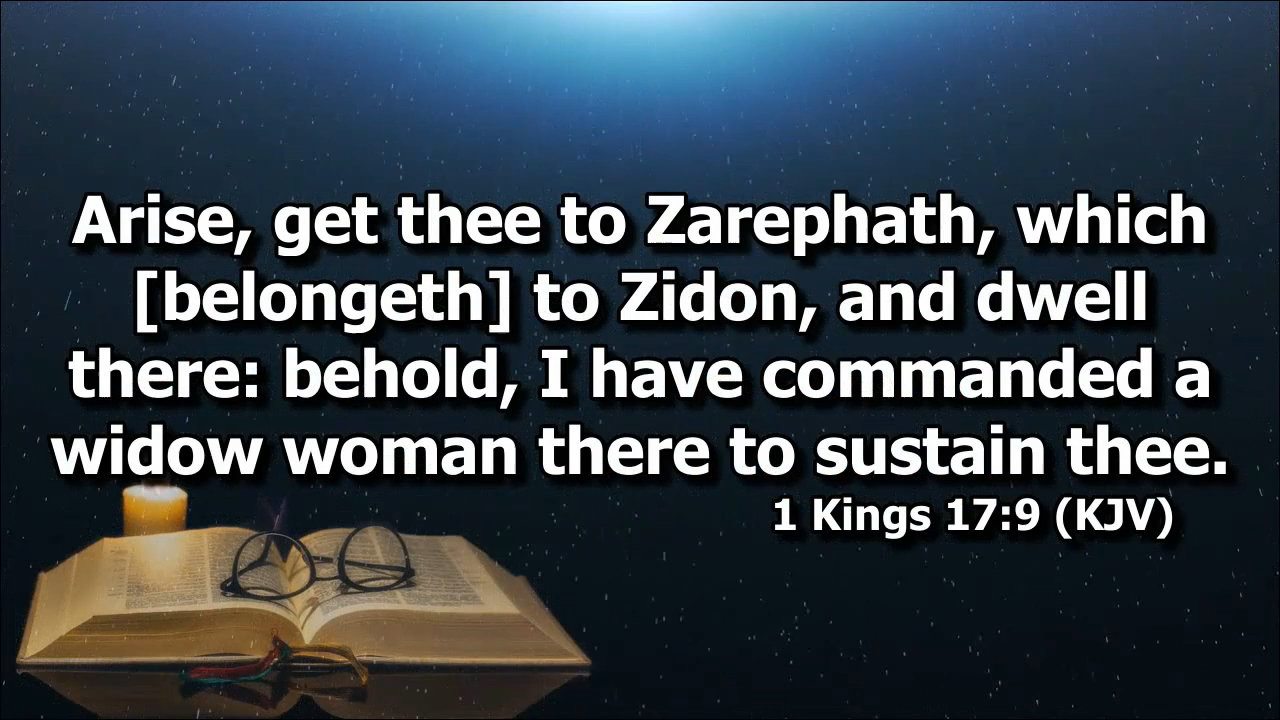 Arise, get thee to Zarephath, which
[belongeth] to Zidon, and dwell
there: behold, I have commanded a
widow woman there to sustain thee.
1 Kings 17:9 (KJV)